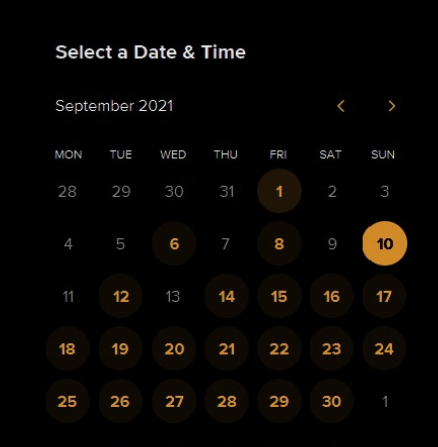 Select a Date & Time
September 2021 < >
MON TUE WED THU FRI SAT SUN
28 29 30 31 1 2 3
4 5 6 7 8 9 10
11 12 13 14 15 16 17
18 19 20 21 22 23 24
25 26 27 28 29 30 1